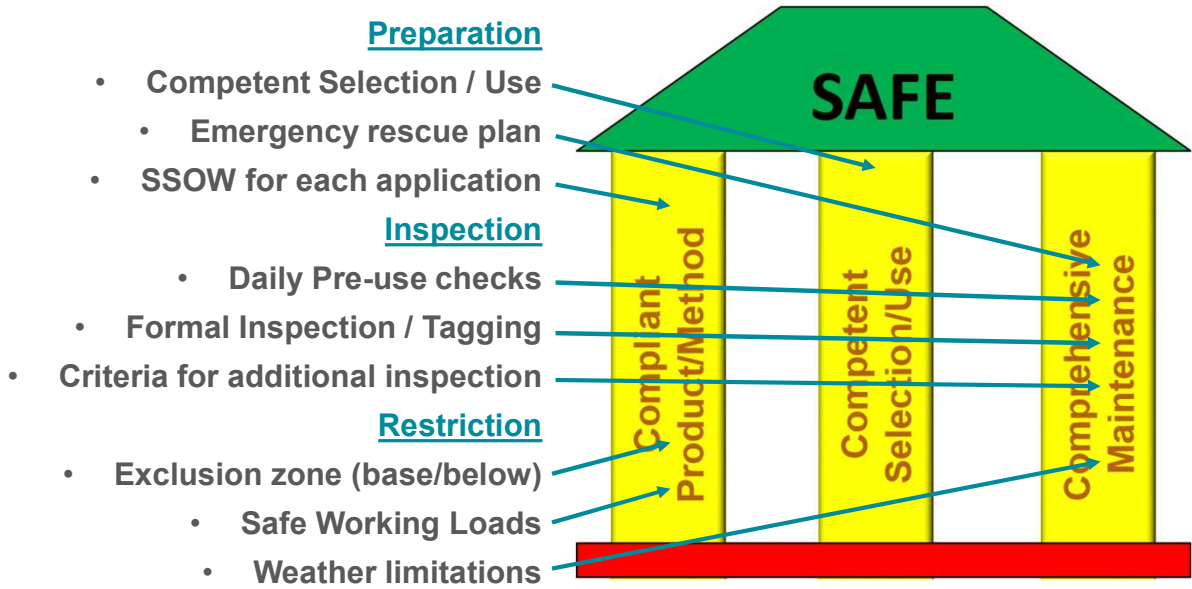 Preparation
• Competent Selection / Use
• Emergency rescue plan
• SSOW for each application
Inspection
• Daily Pre-use checks
• Formal Inspection / Tagging
• Criteria for additional inspection
Restriction
• Exclusion zone (base/below)
• Safe Working Loads
• Weather limitations
SAFE
Compliant
Product/Method
Competent
Selection/Use
Comprehensive
Maintenance